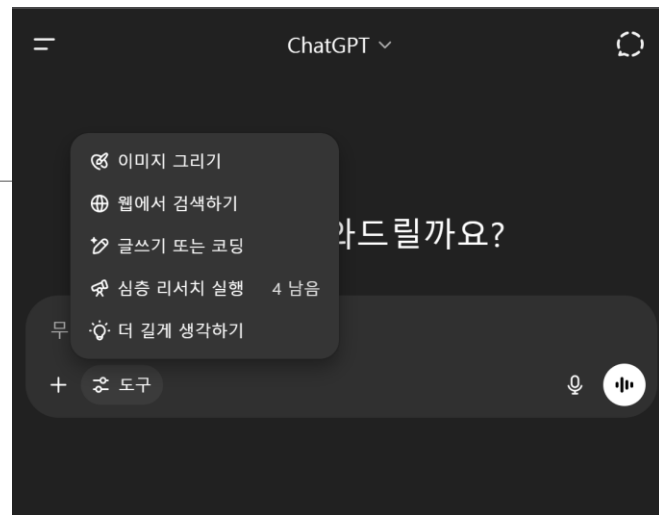 ChatGPT
이미지 그리기
웹에서 검색하기
와드릴까요?
글쓰기 또는 코딩
심층 리서치 실행 4 남음
무
더 길게 생각하기
도구